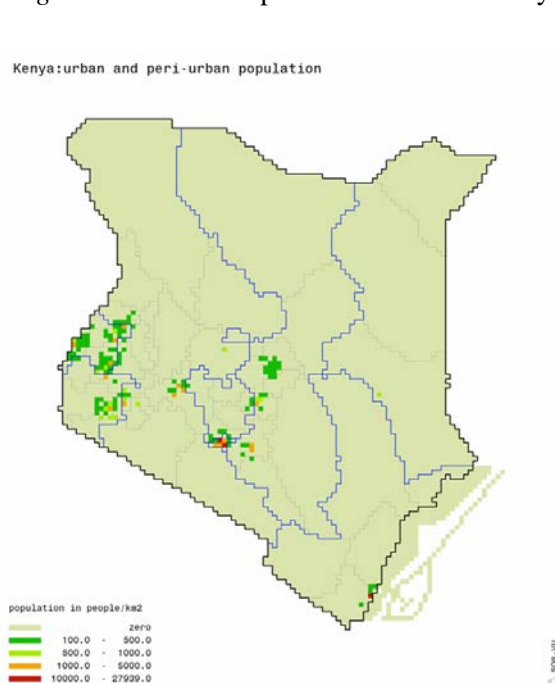 Kenya:urban and peri-urban population
population in people/km2
zero
100.0 - 500.0
500.0 - 1000.0
1000.0 - 5000.0
10000.0 - 27939.0